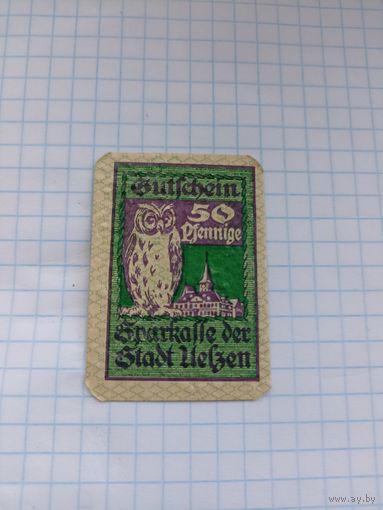 Gutschein
50
Pfennige
Sparkasse der
Stadt Uelzen
www.ay.by